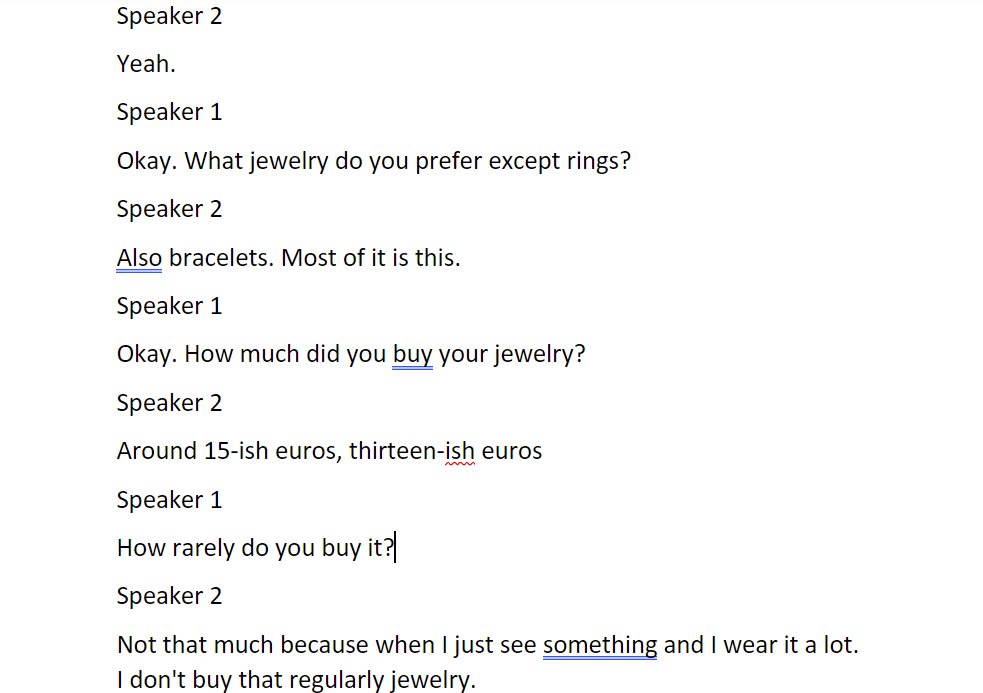 Speaker 2
Yeah.
Speaker 1
Okay. What jewelry do you prefer except rings?
Speaker 2
Also bracelets. Most of it is this.
Speaker 1
Okay. How much did you buy your jewelry?
Speaker 2
Around 15-ish euros, thirteen-ish euros
Speaker 1
How rarely do you buy it?
Speaker 2
Not that much because when I just see something and I wear it a lot.
I don't buy that regularly jewelry.